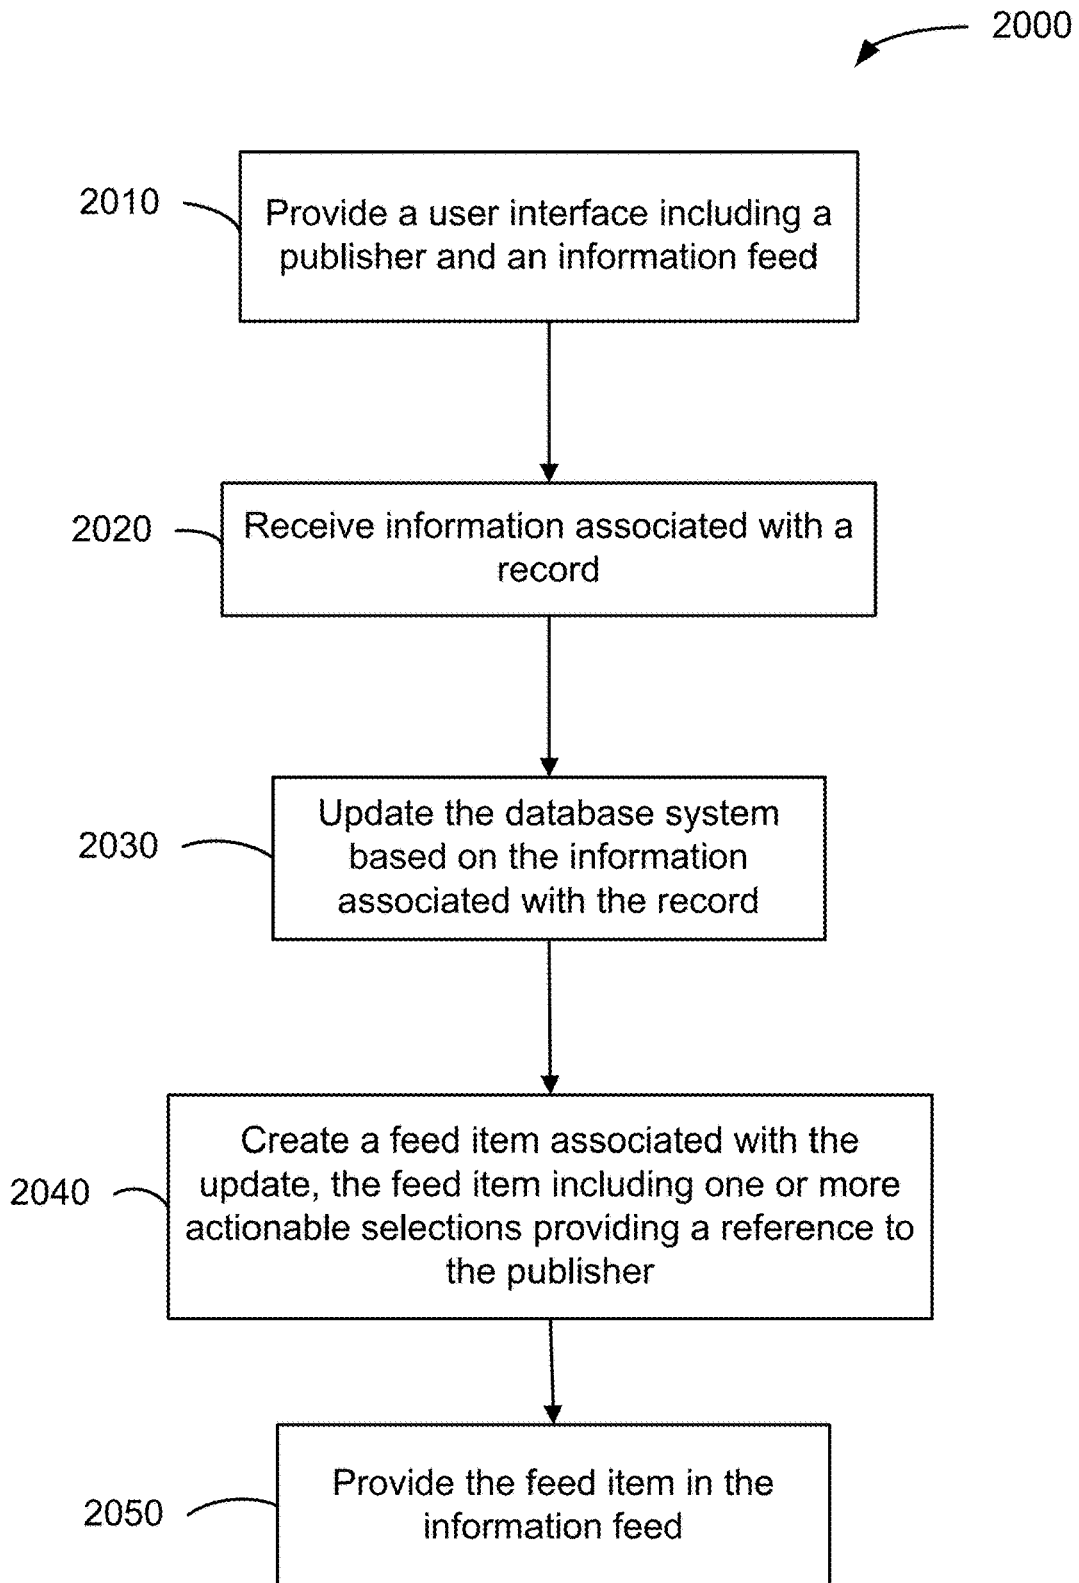 2000
2010
Provide a user interface including a
publisher and an information feed
2020
Receive information associated with a
record
2030
Update the database system
based on the information
associated with the record
2040
Create a feed item associated with the
update, the feed item including one or more
actionable selections providing a reference to
the publisher
2050
Provide the feed item in the
information feed